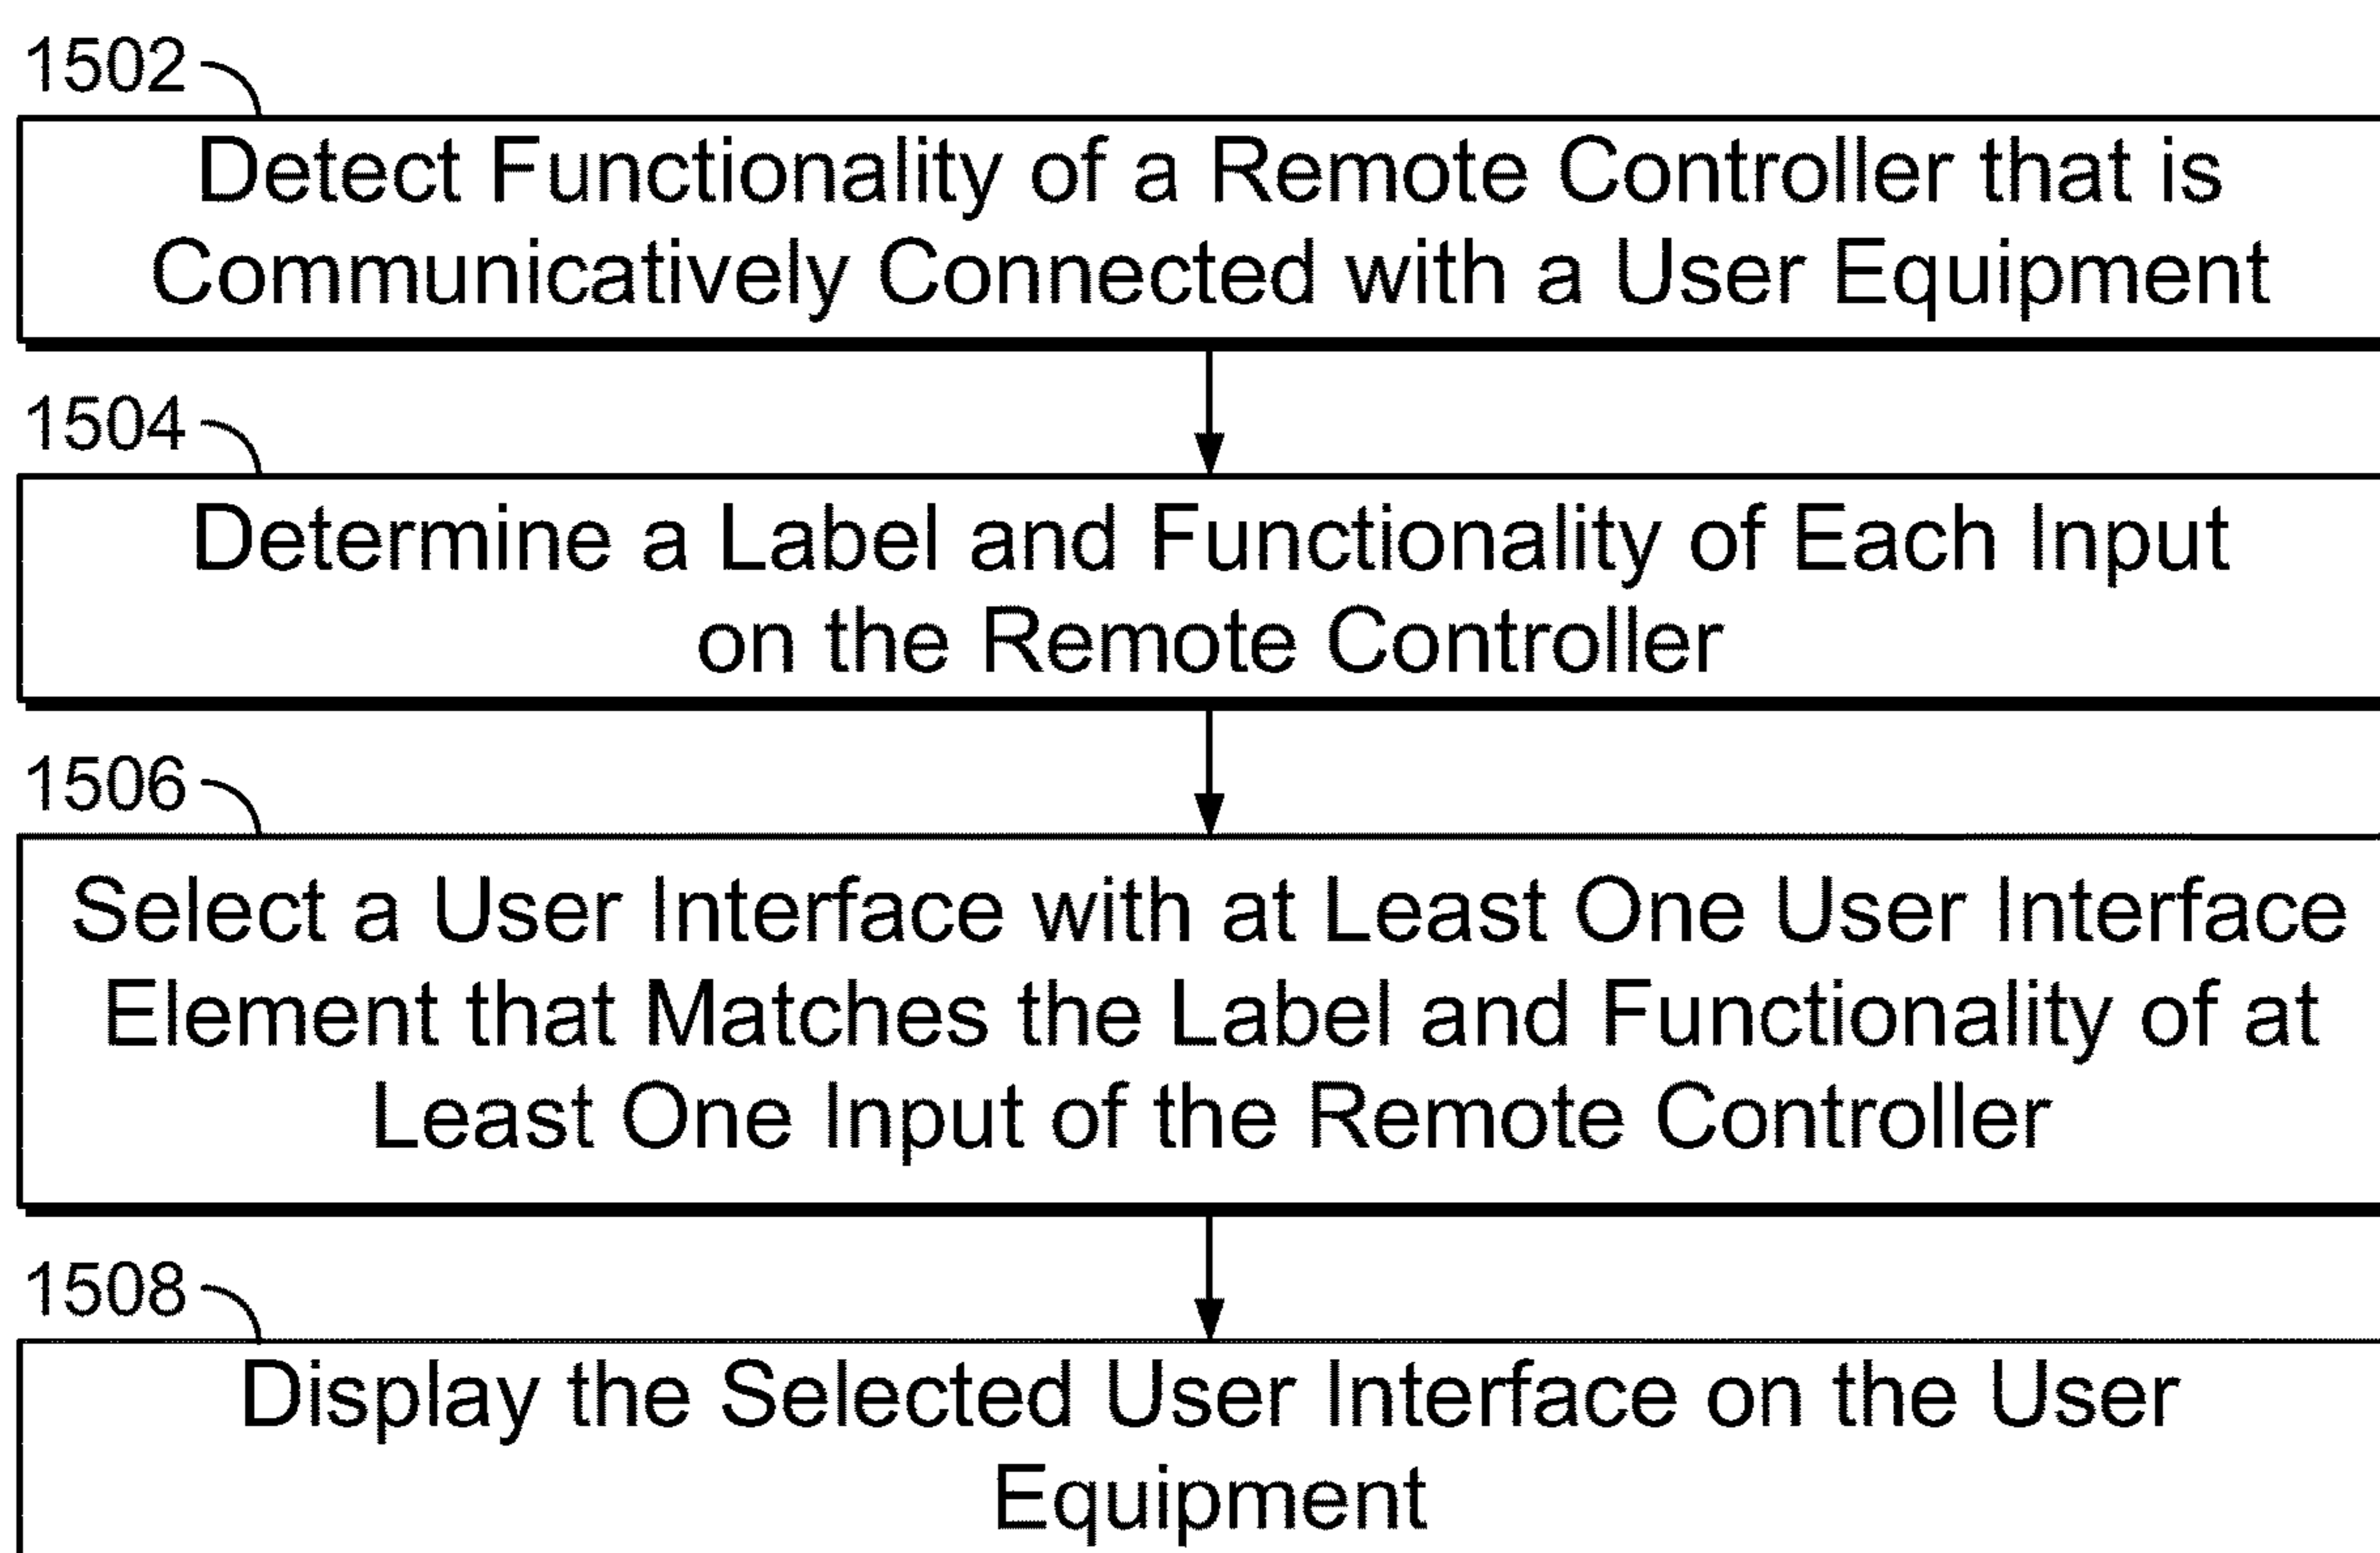 1502
Detect Functionality of a Remote Controller that is
Communicatively Connected with a User Equipment
1504
Determine a Label and Functionality of Each Input
on the Remote Controller
1506
Select a User Interface with at Least One User Interface
Element that Matches the Label and Functionality of at
Least One Input of the Remote Controller
1508
Display the Selected User Interface on the User
Equipment